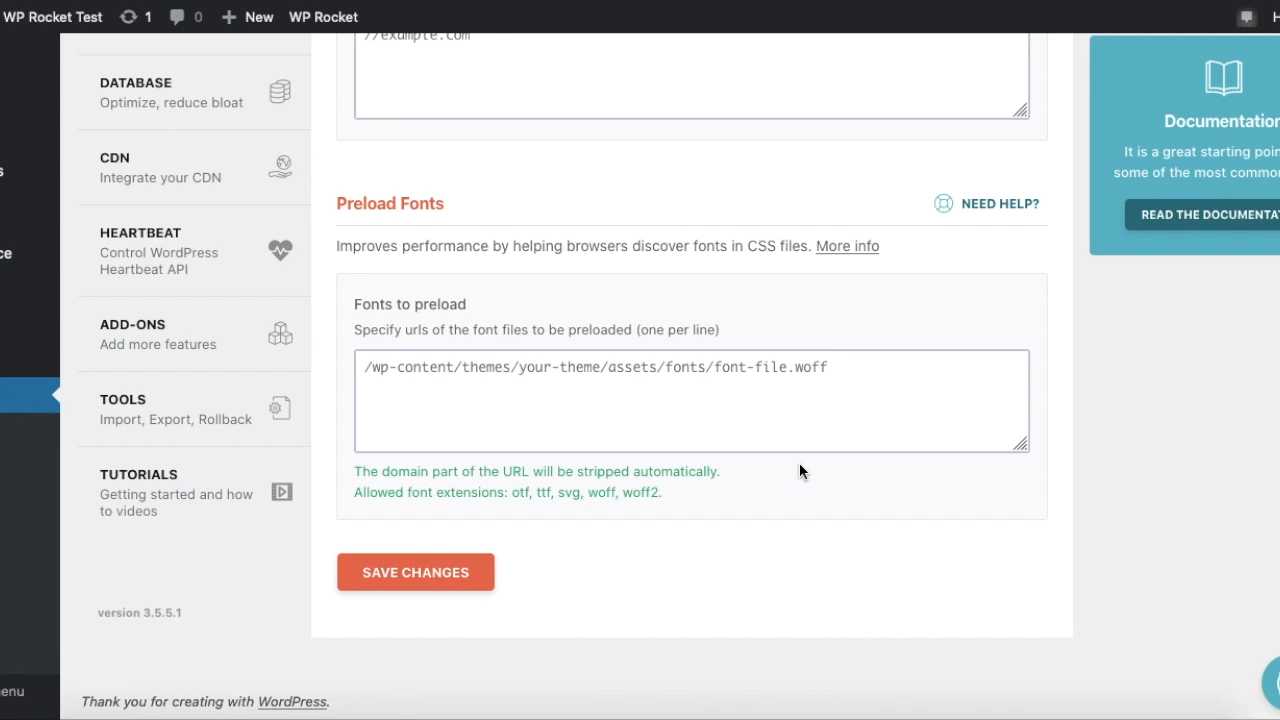 WP Rocket Test 1 0 New WP Rocket
//example.com
DATABASE
Optimize, reduce bloat
CDN
Integrate your CDN
HEARTBEAT
Control WordPress
Heartbeat API
ADD-ONS
Add more features
TOOLS
Import, Export, Rollback
TUTORIALS
Getting started and how
to videos
version 3.5.5.1
Preload Fonts
NEED HELP?
Improves performance by helping browsers discover fonts in CSS files. More info
Fonts to preload
Specify urls of the font files to be preloaded (one per line)
/wp-content/themes/your-theme/assets/fonts/font-file.woff
The domain part of the URL will be stripped automatically.
Allowed font extensions: otf, ttf, svg, woff, woff2.
SAVE CHANGES
Documentation
It is a great starting poin
some of the most commo
READ THE DOCUMENTAT
enu
Thank you for creating with WordPress.